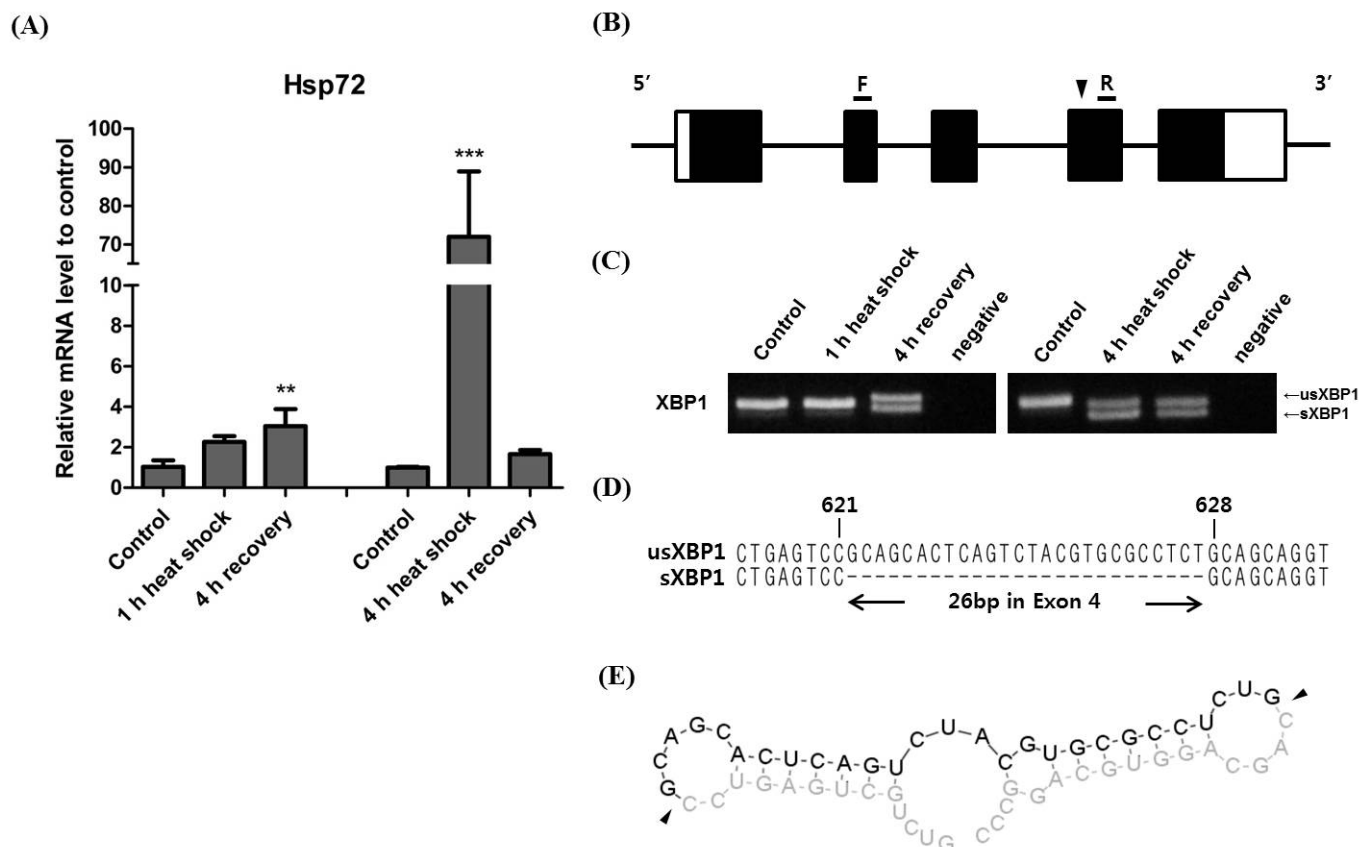 (A)
Hsp72
Relative mRNA level to control
100
90
80
70
10
8
6
4
2
0
**
***
Control
1 h heat shock
4 h recovery
Control
4 h heat shock
4 h recovery
(B)
5′ F R 3′
(C)
Control
1 h heat shock
4 h recovery
negative
Control
4 h heat shock
4 h recovery
negative
XBP1
←usXBP1
←sXBP1
(D)
621 628
usXBP1 CTGAGTCCGCAGCACTCAGTCTACGTGCGCCTCTGCAGCAGGT
sXBP1 CTGAGTCC--------------------------GCAGCAGGT
26bp in Exon 4
(E)
GCAGCACUCAGUCUACGUGCGCCUCUG
CCUGAGUCGUCUGCCCGGACGUGGACGAC